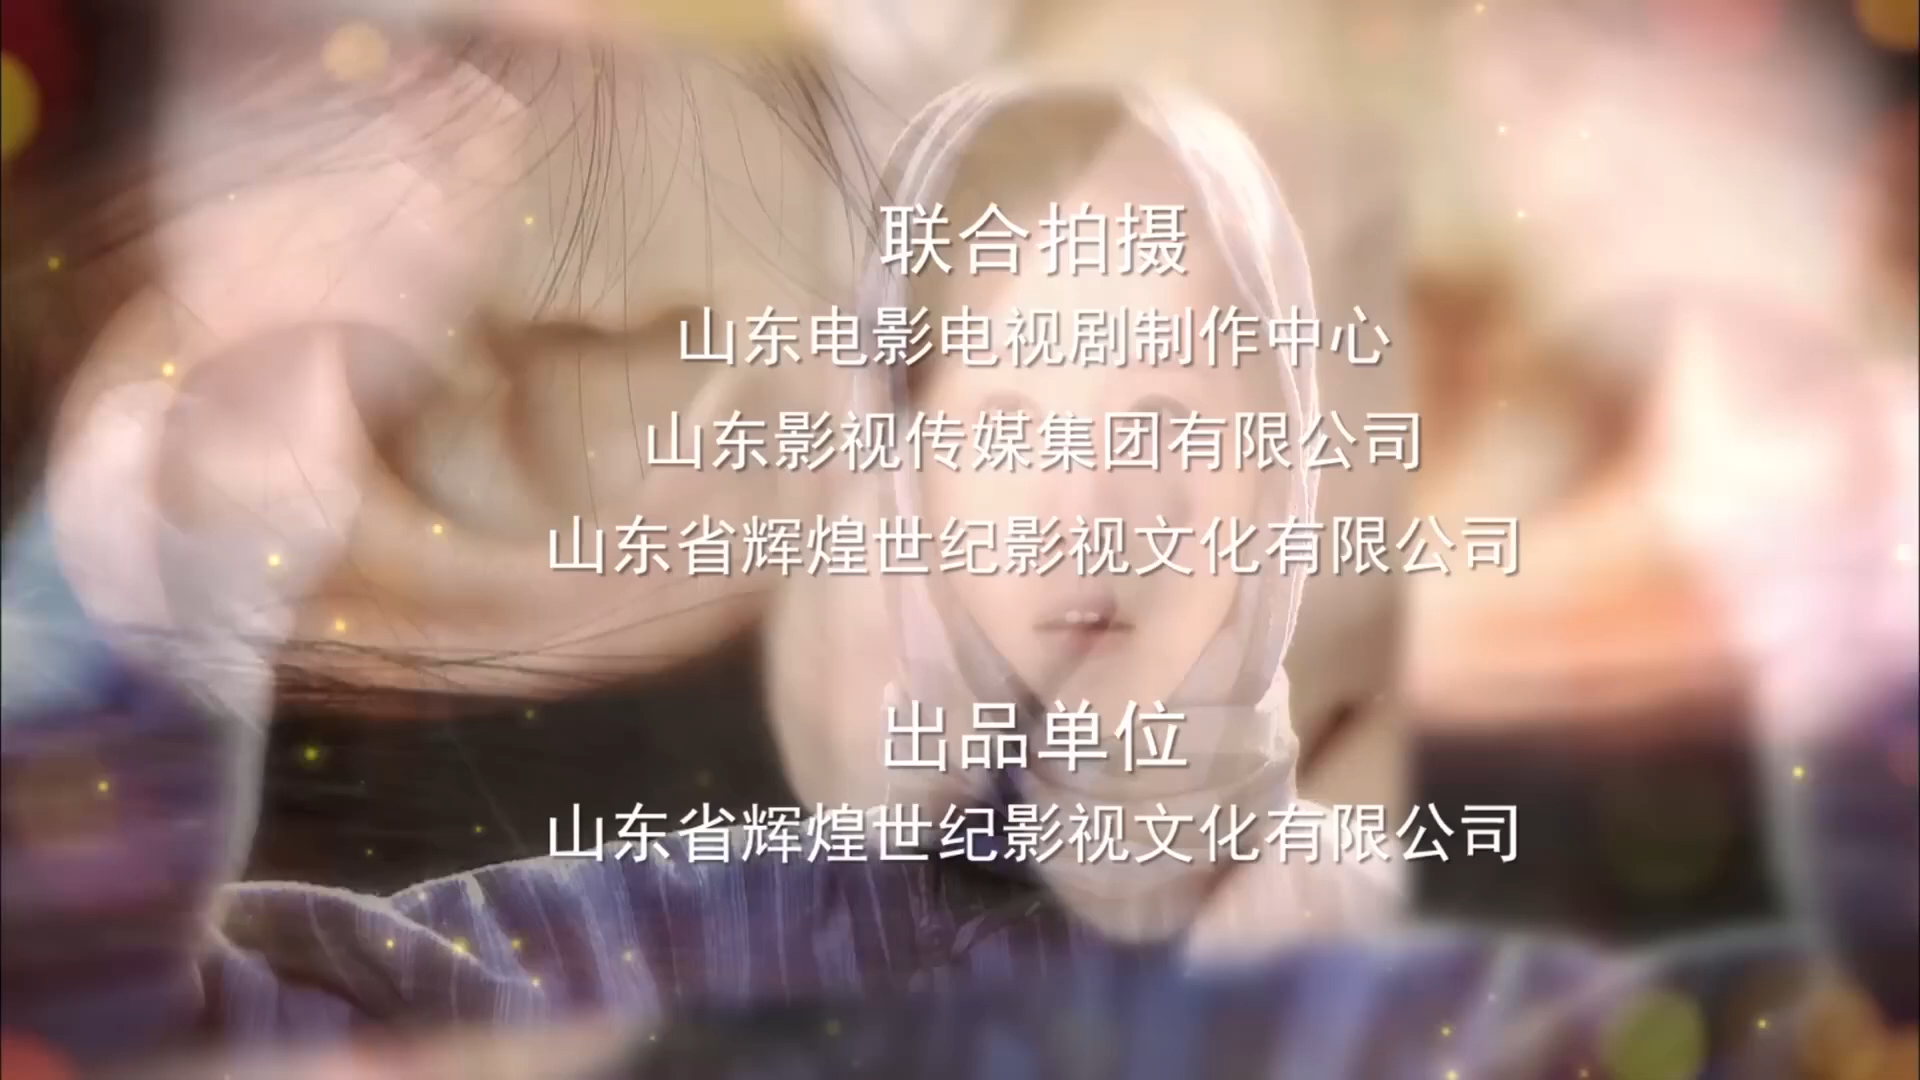 联合拍摄
山东电影电视剧制作中心
山东影视传媒集团有限公司
山东省辉煌世纪影视文化有限公司
出品单位
山东省辉煌世纪影视文化有限公司